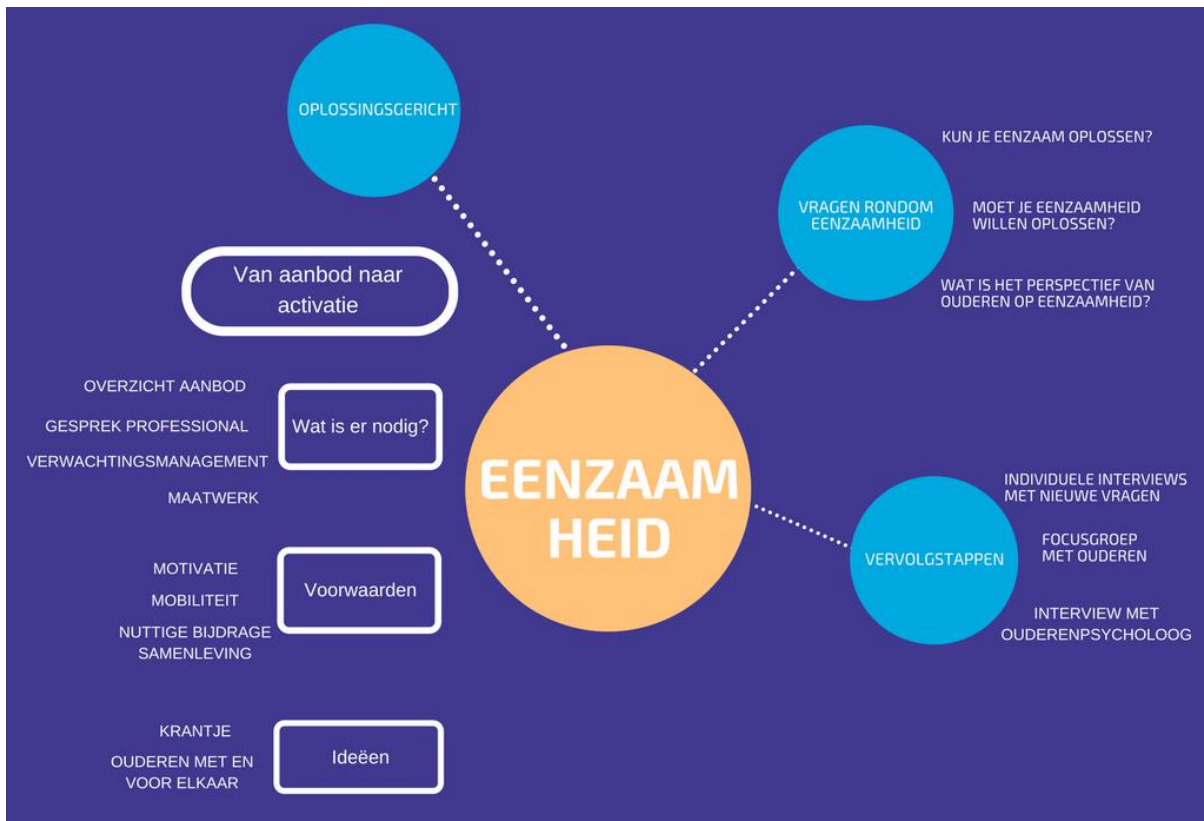 OPLOSSINGSGERICHT
Van aanbod naar
activatie
OVERZICHT AANBOD
GESPREK PROFESSIONAL
VERWACHTINGSMANAGEMENT
MAATWERK
Wat is er nodig?
MOTIVATIE
MOBILITEIT
NUTTIGE BIJDRAGE
SAMENLEVING
Voorwaarden
KRANTJE
OUDEREN MET EN
VOOR ELKAAR
Ideëen
EENZAAM
HEID
VRAGEN RONDOM
EENZAAMHEID
KUN JE EENZAAM OPLOSSEN?
MOET JE EENZAAMHEID
WILLEN OPLOSSEN?
WAT IS HET PERSPECTIEF VAN
OUDEREN OP EENZAAMHEID?
VERVOLGSTAPPEN
INDIVIDUELE INTERVIEWS
MET NIEUWE VRAGEN
FOCUSGROEP
MET OUDEREN
INTERVIEW MET
OUDERENPSYCHOLOOG